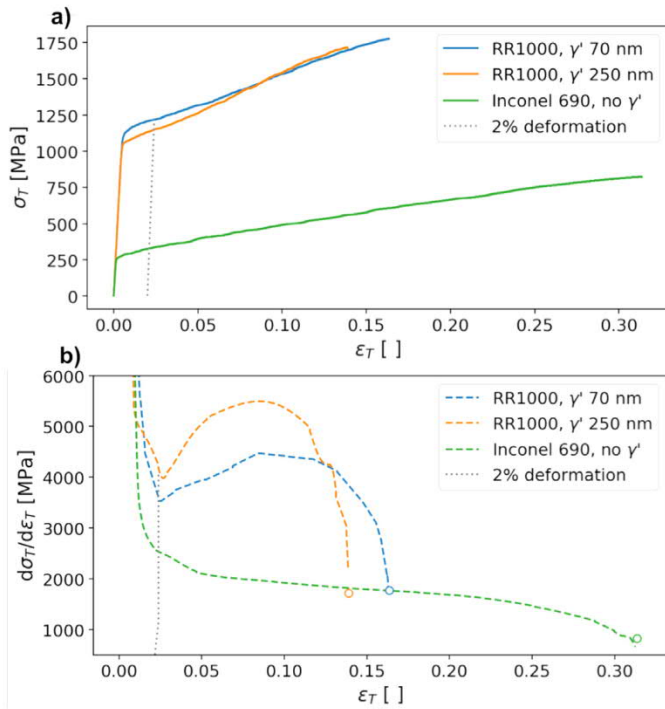 a)
1750
1500
1250
1000
750
500
250
0
σT [MPa]
RR1000, γ' 70 nm
RR1000, γ' 250 nm
Inconel 690, no γ'
2% deformation
0.00 0.05 0.10 0.15 0.20 0.25 0.30
εT [ ]
b)
6000
5000
4000
3000
2000
1000
dσT/dεT [MPa]
RR1000, γ' 70 nm
RR1000, γ' 250 nm
Inconel 690, no γ'
2% deformation
0.00 0.05 0.10 0.15 0.20 0.25 0.30
εT [ ]